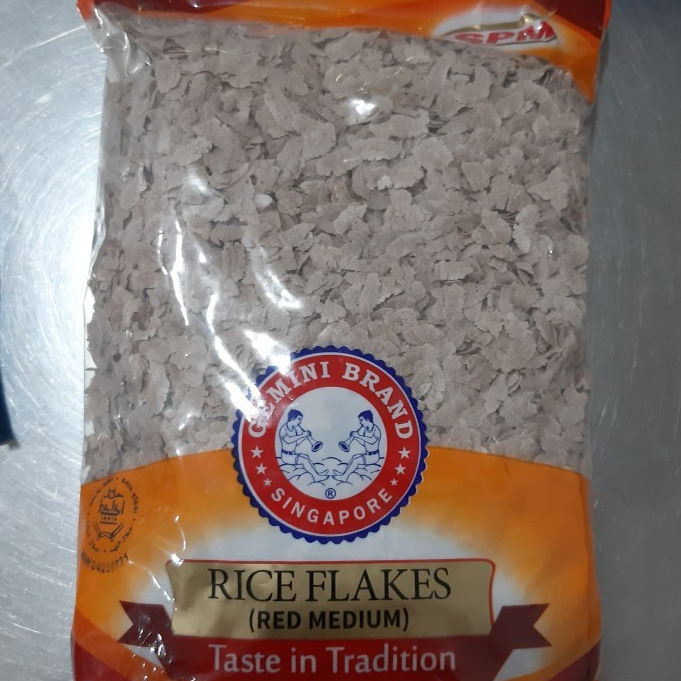 SPM
GEMINI BRAND
®
SINGAPORE
RICE FLAKES
(RED MEDIUM)
Taste in Tradition